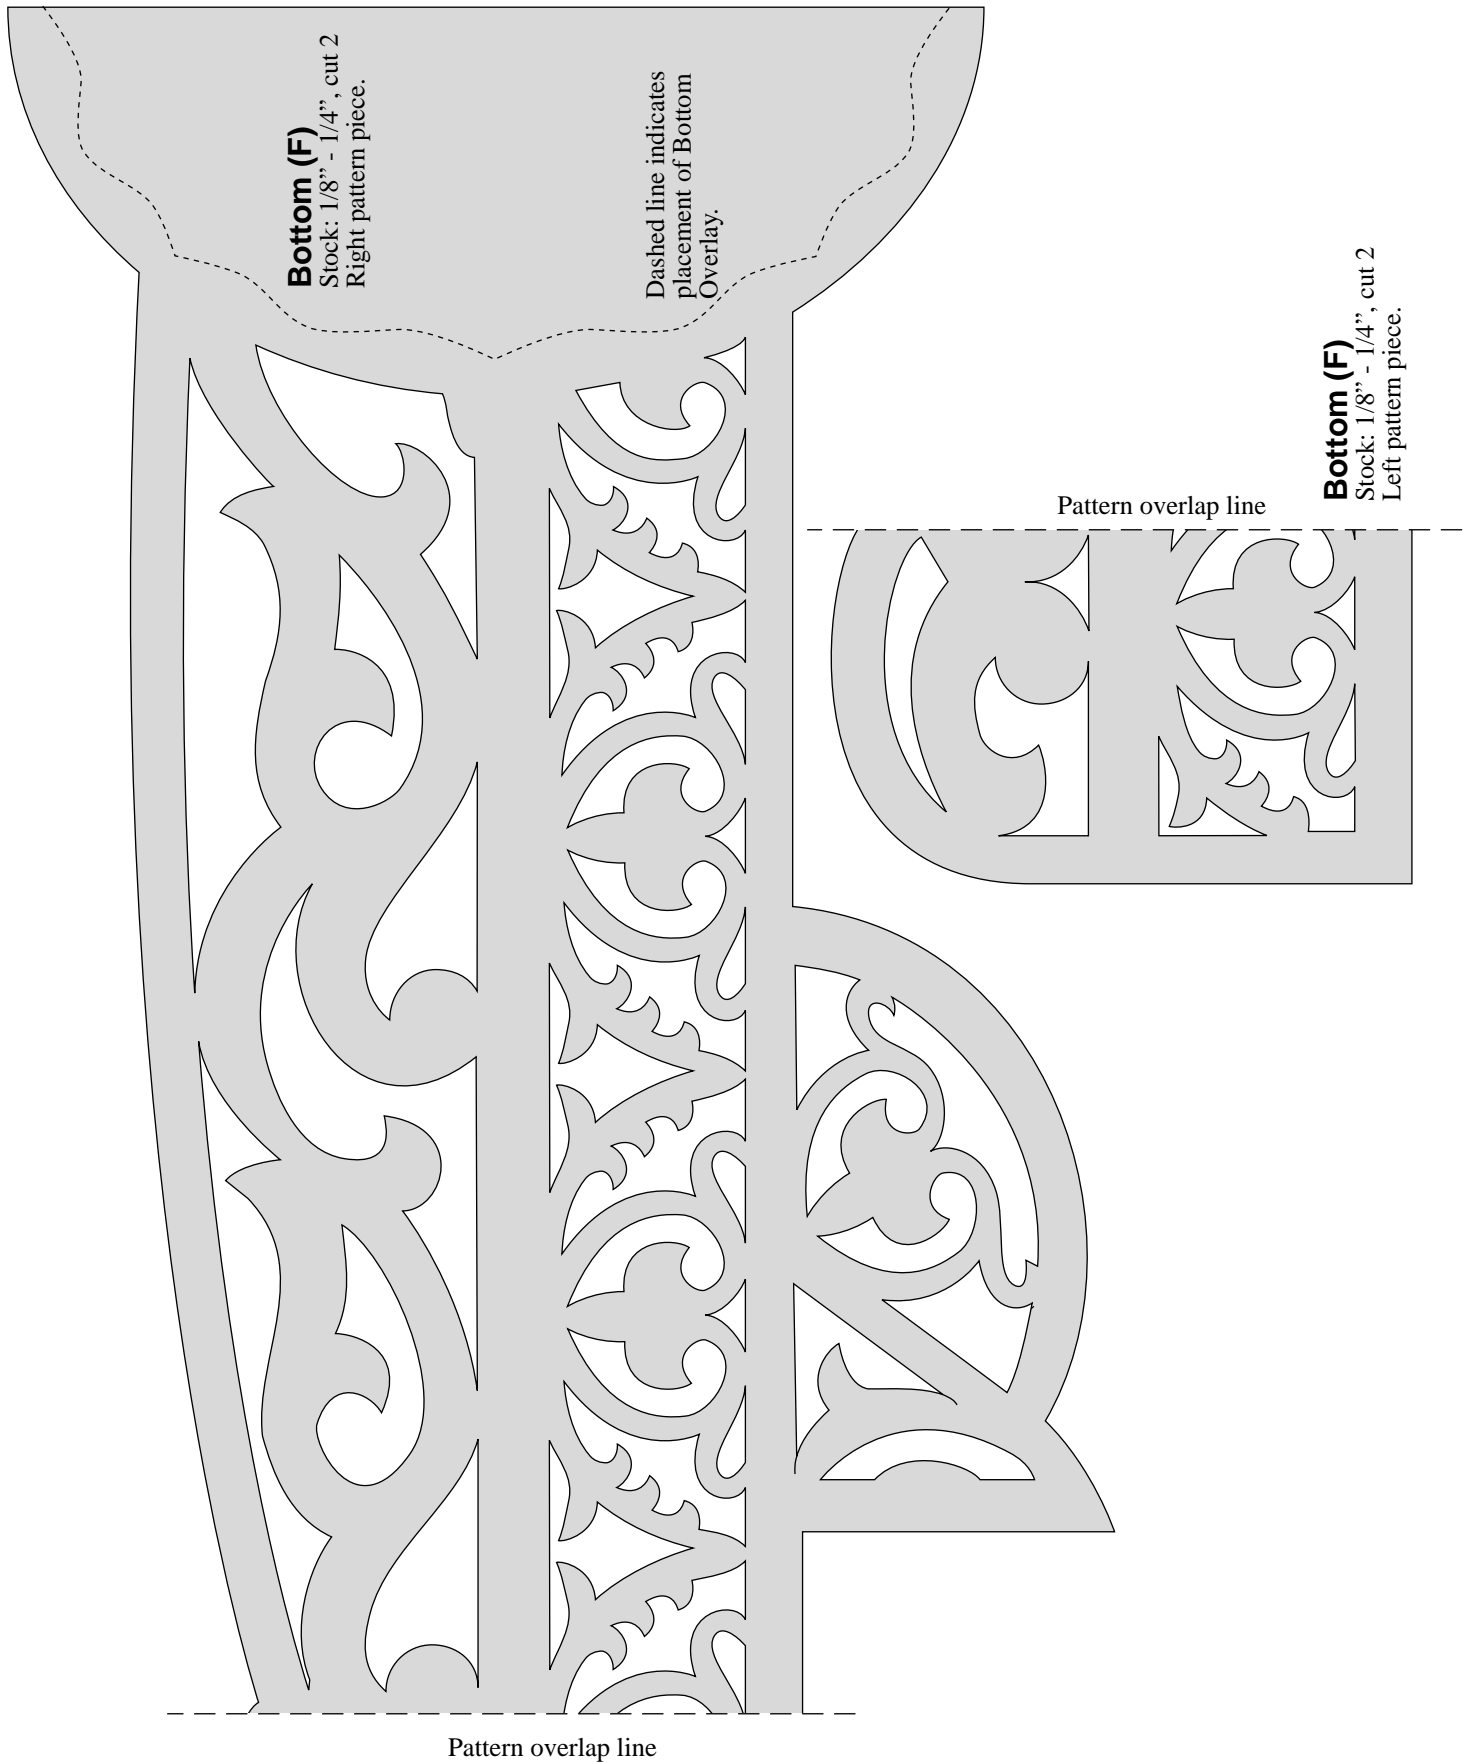 Bottom (F)
Stock: 1/8” - 1/4”, cut 2
Right pattern piece.
Dashed line indicates
placement of Bottom
Overlay.
Bottom (F)
Stock: 1/8” - 1/4”, cut 2
Left pattern piece.
Pattern overlap line
Pattern overlap line